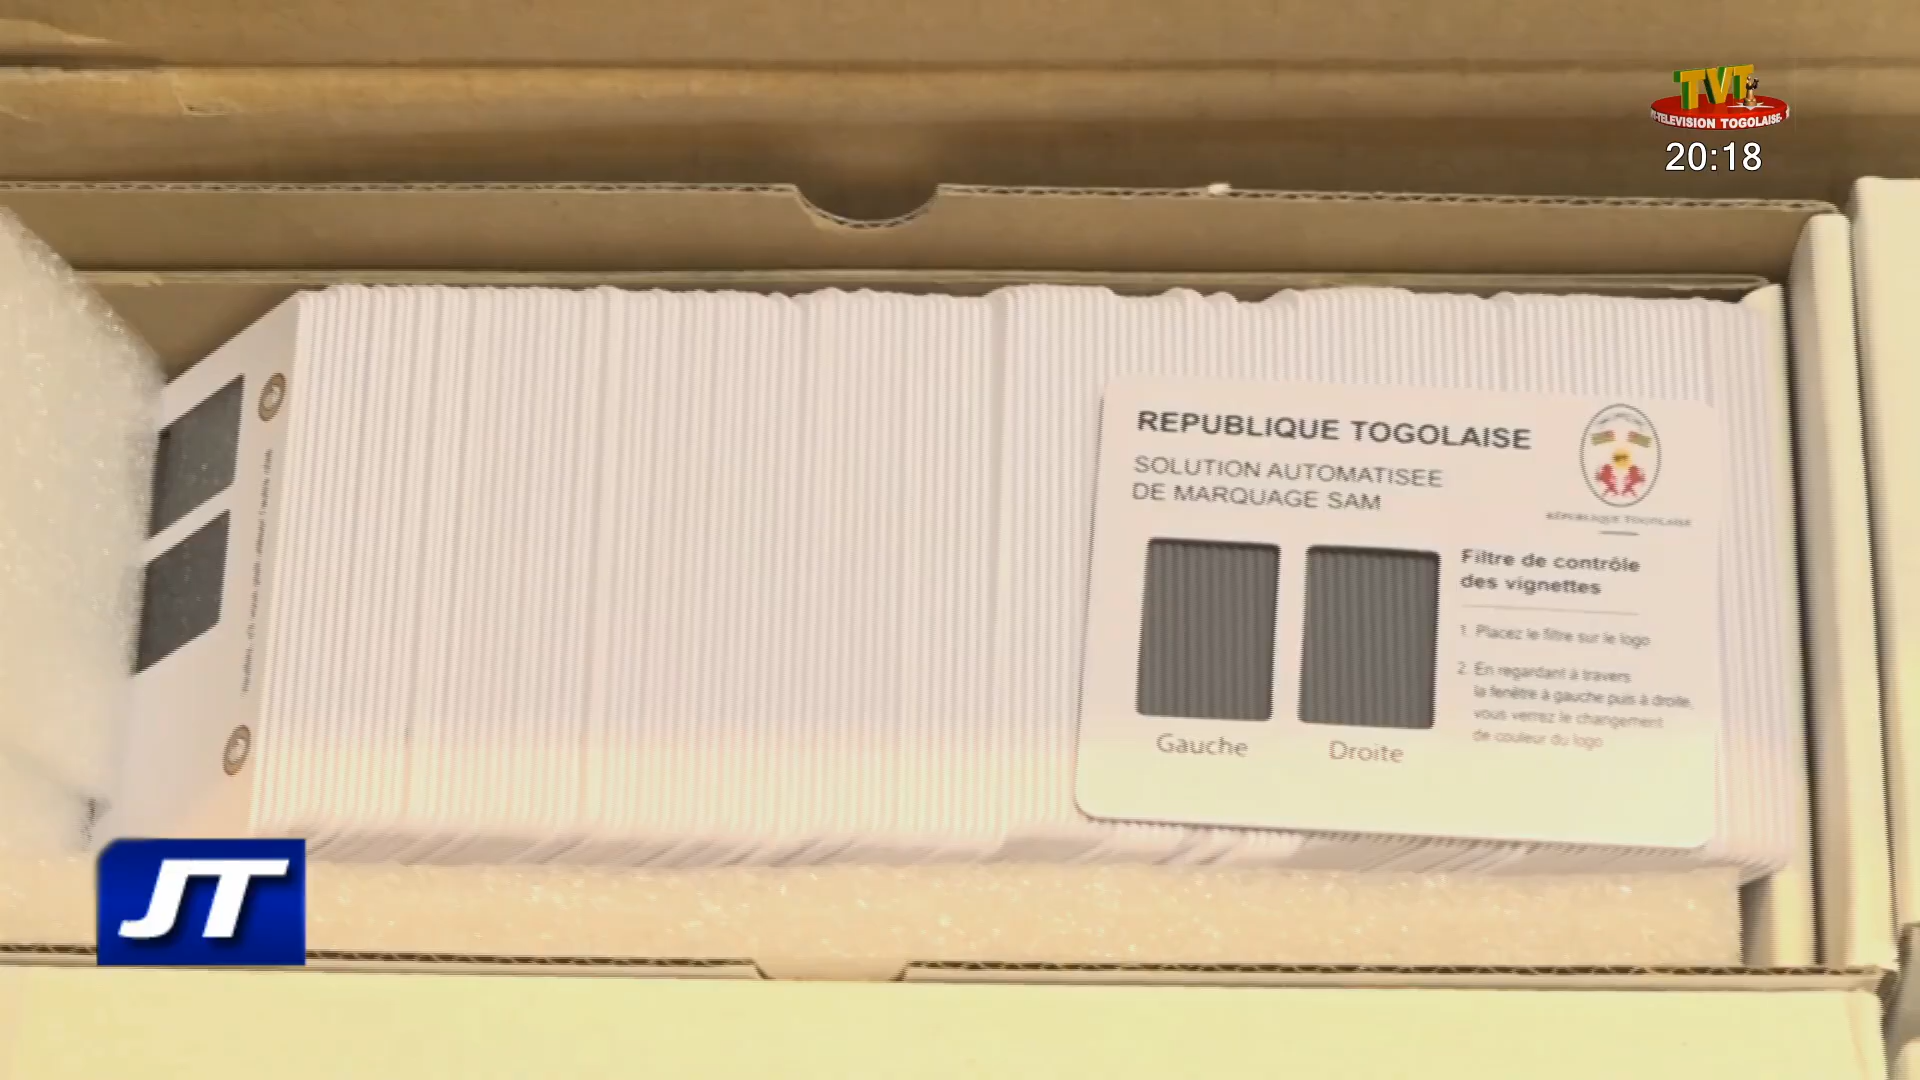 TVT
TELEVISION TOGOLAISE
20:18
REPUBLIQUE TOGOLAISE
SOLUTION AUTOMATISEE
DE MARQUAGE SAM
RÉPUBLIQUE TOGOLAISE
Filtre de contrôle
des vignettes
1. Placez le filtre sur le logo
2. En regardant à travers
la fenêtre à gauche puis à droite,
vous verrez le changement
de couleur du logo
Gauche
Droite
JT